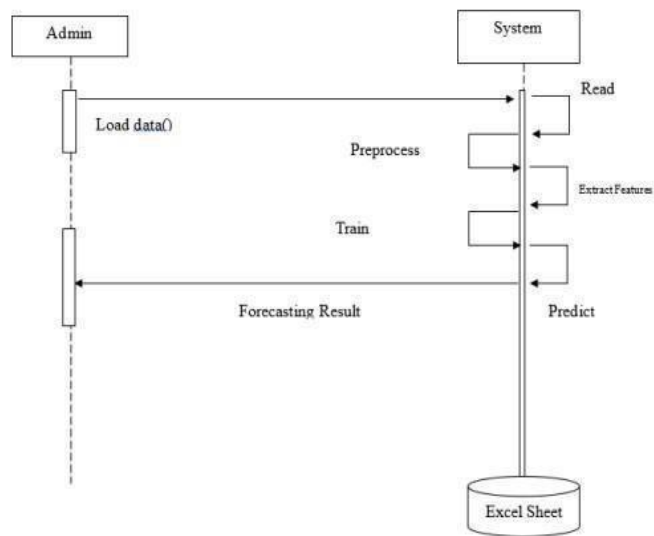 Admin
System
Read
Load data()
Preprocess
Extract Features
Train
Forecasting Result
Predict
Excel Sheet